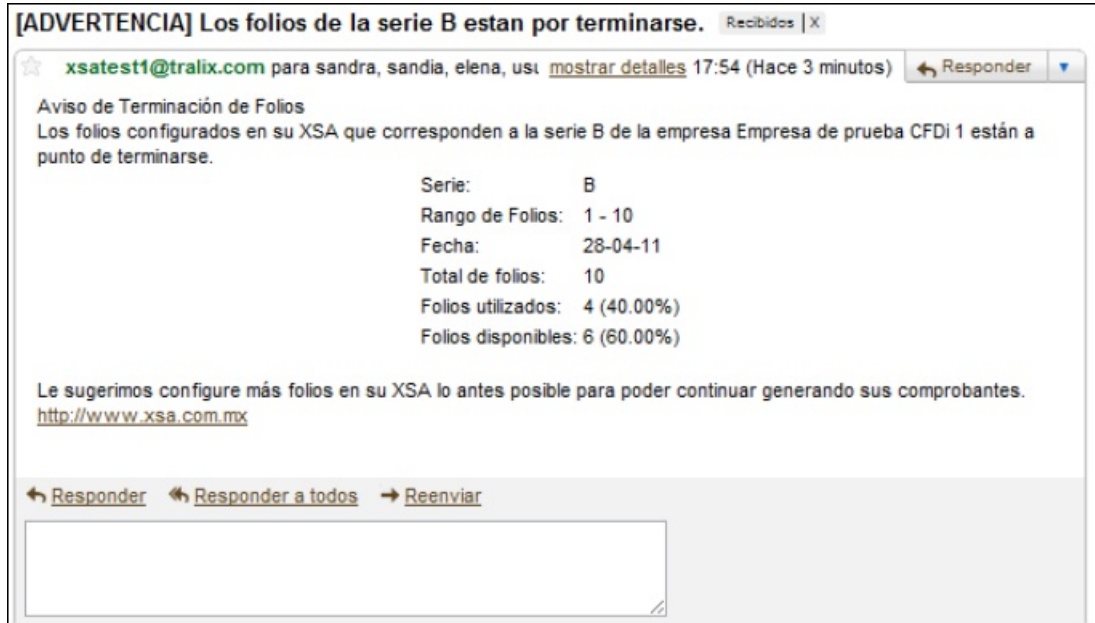 [ADVERTENCIA] Los folios de la serie B estan por terminarse. Recibidos | X
xsatest1@tralix.com para sandra, sandia, elena, usu mostrar detalles 17:54 (Hace 3 minutos) Responder
Aviso de Terminación de Folios
Los folios configurados en su XSA que corresponden a la serie B de la empresa Empresa de prueba CFDi 1 están a
punto de terminarse.
Serie: B
Rango de Folios: 1 - 10
Fecha: 28-04-11
Total de folios: 10
Folios utilizados: 4 (40.00%)
Folios disponibles: 6 (60.00%)
Le sugerimos configure más folios en su XSA lo antes posible para poder continuar generando sus comprobantes.
http://www.xsa.com.mx
Responder Responder a todos Reenviar